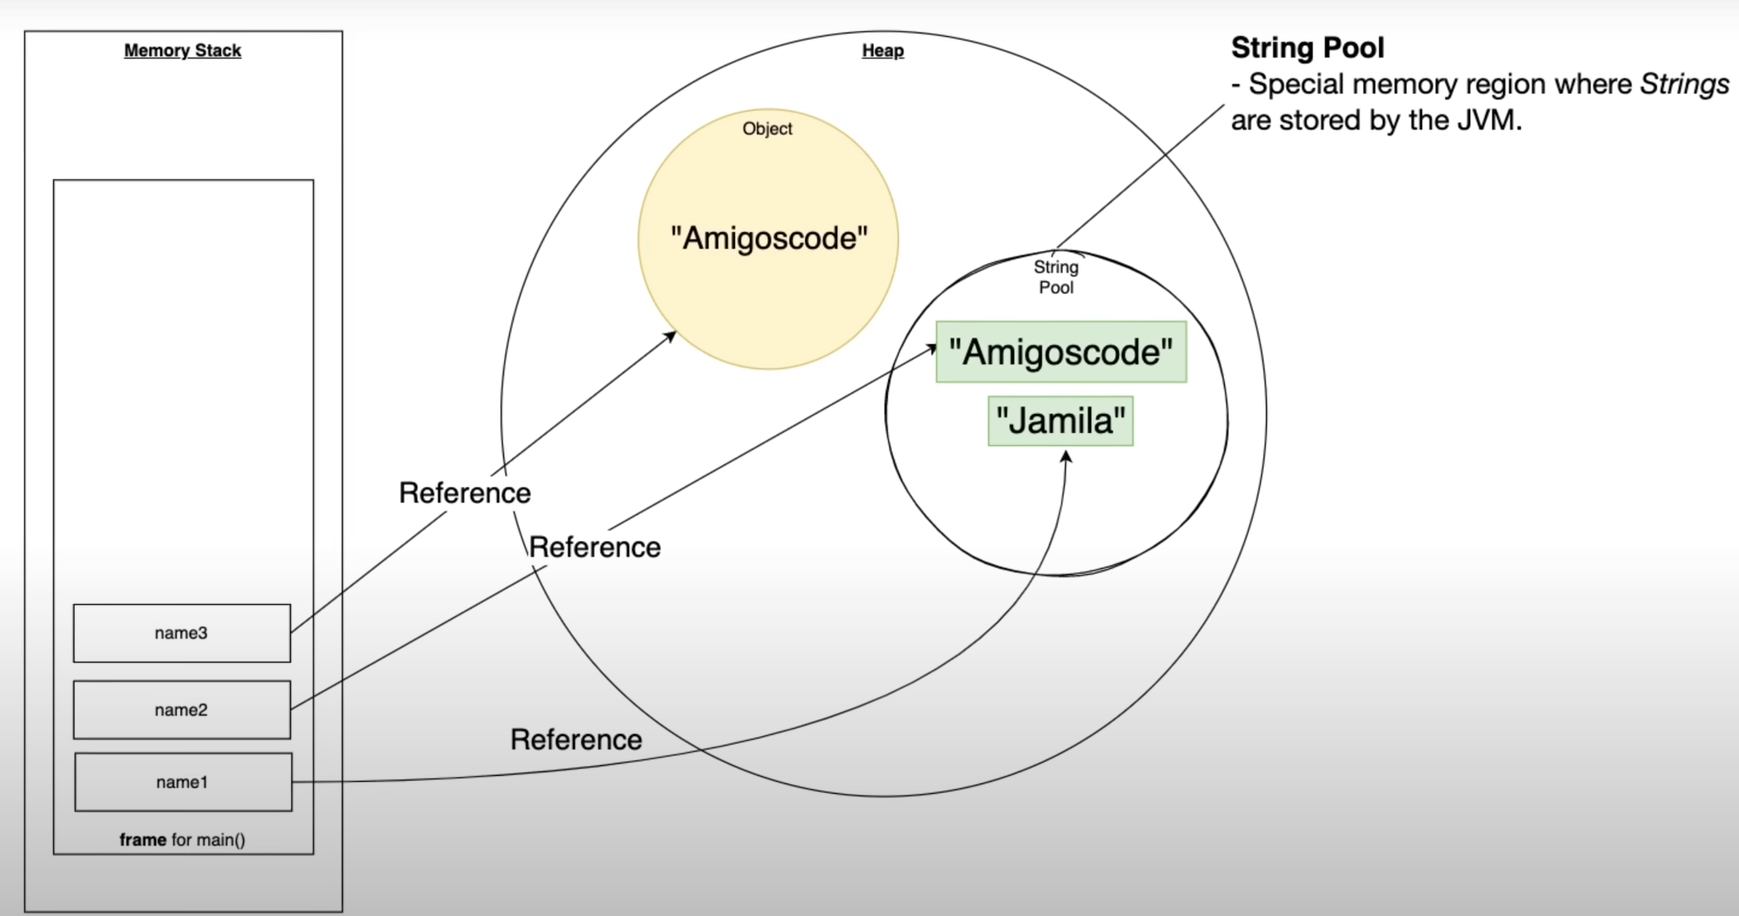 Memory Stack
Heap
String Pool
- Special memory region where Strings
are stored by the JVM.
Object
"Amigoscode"
String
Pool
"Amigoscode"
"Jamila"
Reference
Reference
Reference
name3
name2
name1
frame for main()